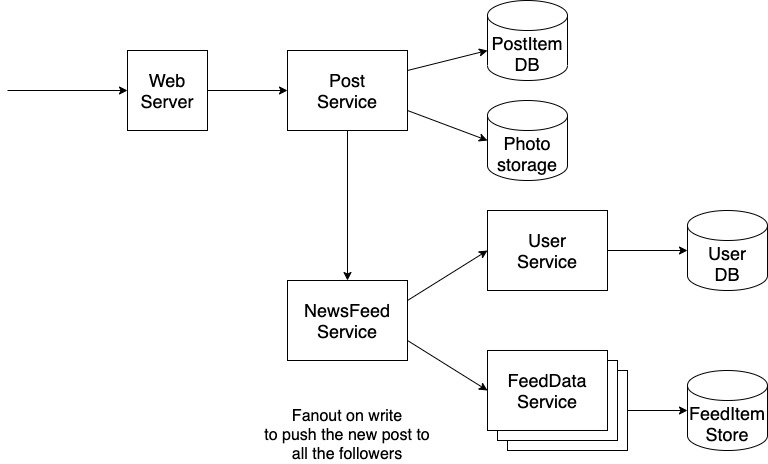 PostItem
DB
Web
Server
Post
Service
Photo
storage
User
Service
User
DB
NewsFeed
Service
FeedData
Service
FeedItem
Store
Fanout on write
to push the new post to
all the followers